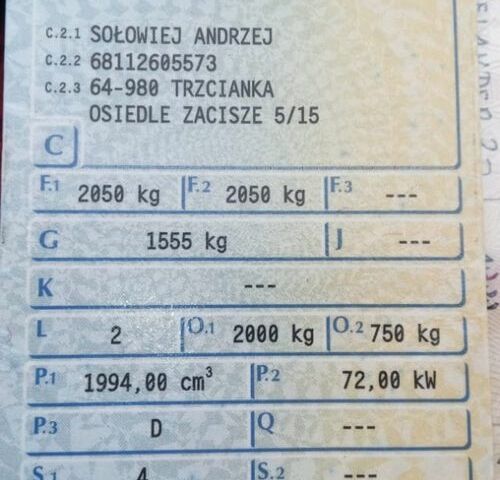 C.2.1 SOŁOWIEJ ANDRZEJ
C.2.2 68112605573
C.2.3 64-980 TRZCIANKA
OSIEDLE ZACISZE 5/15
C
F.1 2050 kg F.2 2050 kg F.3 ---
G 1555 kg J ---
K ---
L 2 O.1 2000 kg O.2 750 kg
P.1 1994,00 cm³ P.2 72,00 kW
P.3 D Q ---
S.1 4 S.2 ---